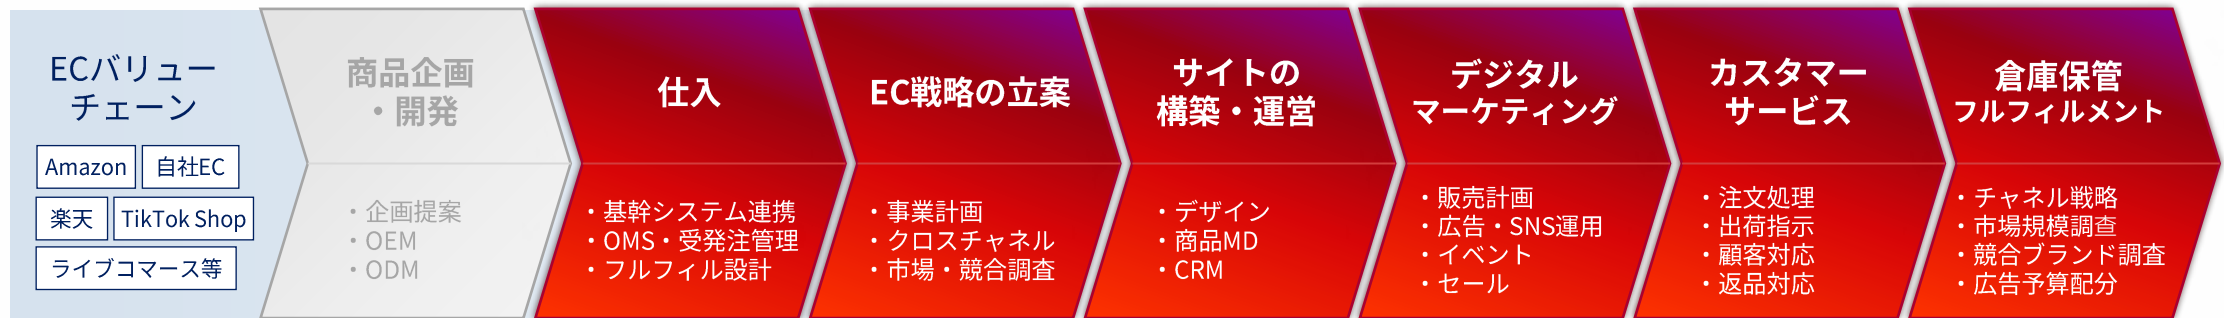 ECバリュー
チェーン
Amazon
自社EC
楽天
TikTok Shop
ライブコマース等
商品企画
・開発
・企画提案
・OEM
・ODM
仕入
・基幹システム連携
・OMS・受発注管理
・フルフィル設計
EC戦略の立案
・事業計画
・クロスチャネル
・市場・競合調査
サイトの
構築・運営
・デザイン
・商品MD
・CRM
デジタル
マーケティング
・販売計画
・広告・SNS運用
・イベント
・セール
カスタマー
サービス
・注文処理
・出荷指示
・顧客対応
・返品対応
倉庫保管
フルフィルメント
・チャネル戦略
・市場規模調査
・競合ブランド調査
・広告予算配分